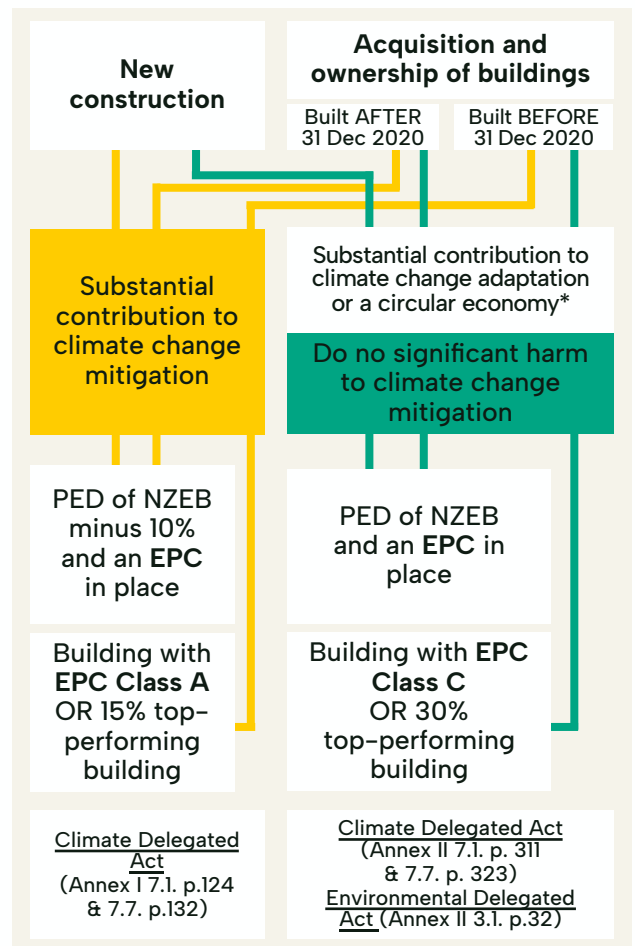 New
construction
Acquisition and
ownership of buildings
Built AFTER
31 Dec 2020
Built BEFORE
31 Dec 2020
Substantial
contribution to
climate change
mitigation
Substantial contribution to
climate change adaptation
or a circular economy*
Do no significant harm
to climate change
mitigation
PED of NZEB
minus 10%
and an EPC
in place
PED of NZEB
and an EPC in
place
Building with
EPC Class A
OR 15% top-
performing
building
Building with EPC
Class C
OR 30%
top-performing
building
Climate Delegated
Act
(Annex I 7.1. p.124
& 7.7. p.132)
Climate Delegated Act
(Annex II 7.1. p. 311
& 7.7. p. 323)
Environmental Delegated
Act (Annex II 3.1. p.32)